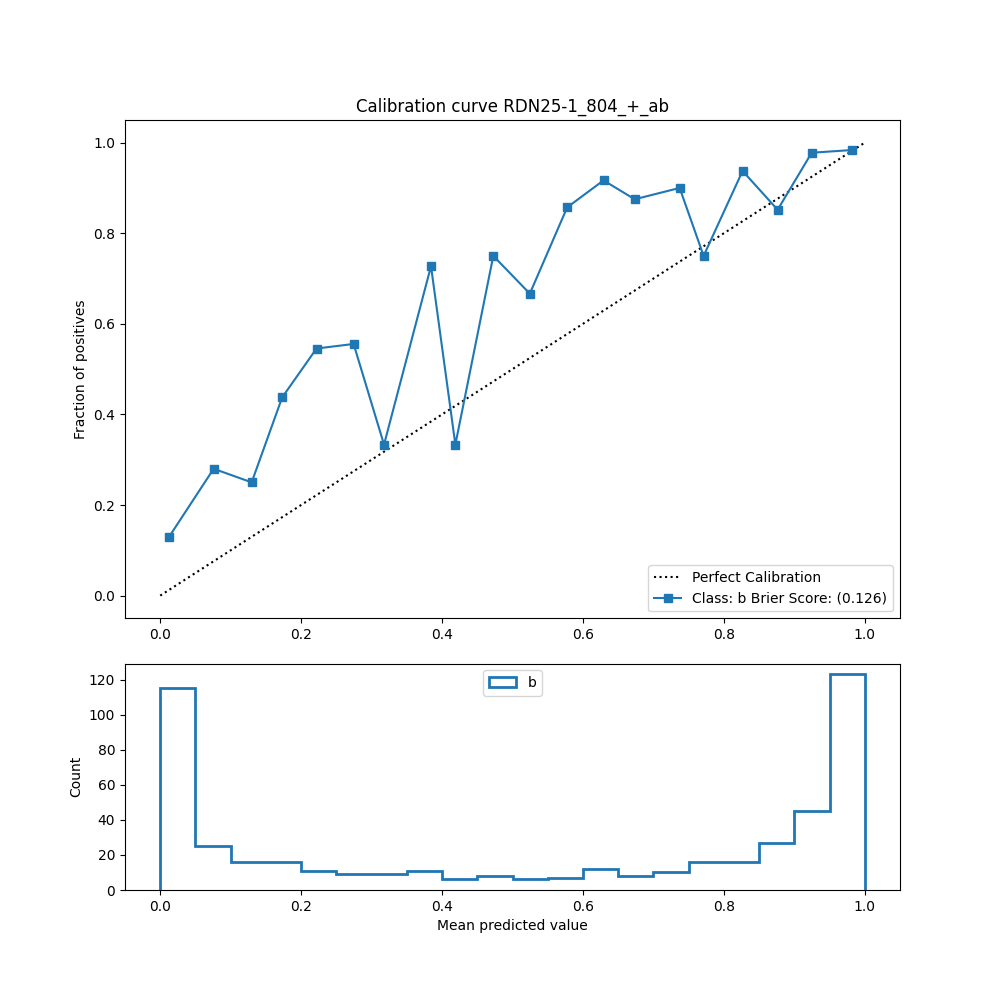 Calibration curve RDN25-1_804_+_ab
1.0
0.8
0.6
0.4
0.2
0.0
Fraction of positives
Perfect Calibration
Class: b Brier Score: (0.126)
0.0 0.2 0.4 0.6 0.8 1.0
120
100
80
60
40
20
0
Count
b
0.0 0.2 0.4 0.6 0.8 1.0
Mean predicted value